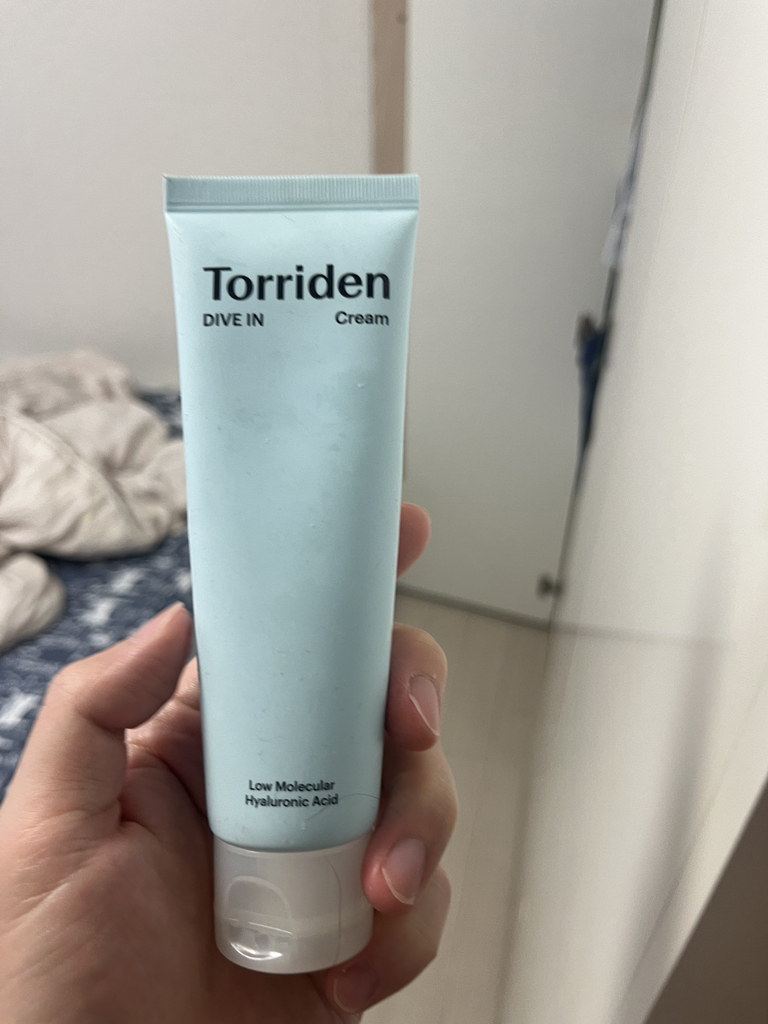 Torriden
DIVE IN Cream
Low Molecular
Hyaluronic Acid